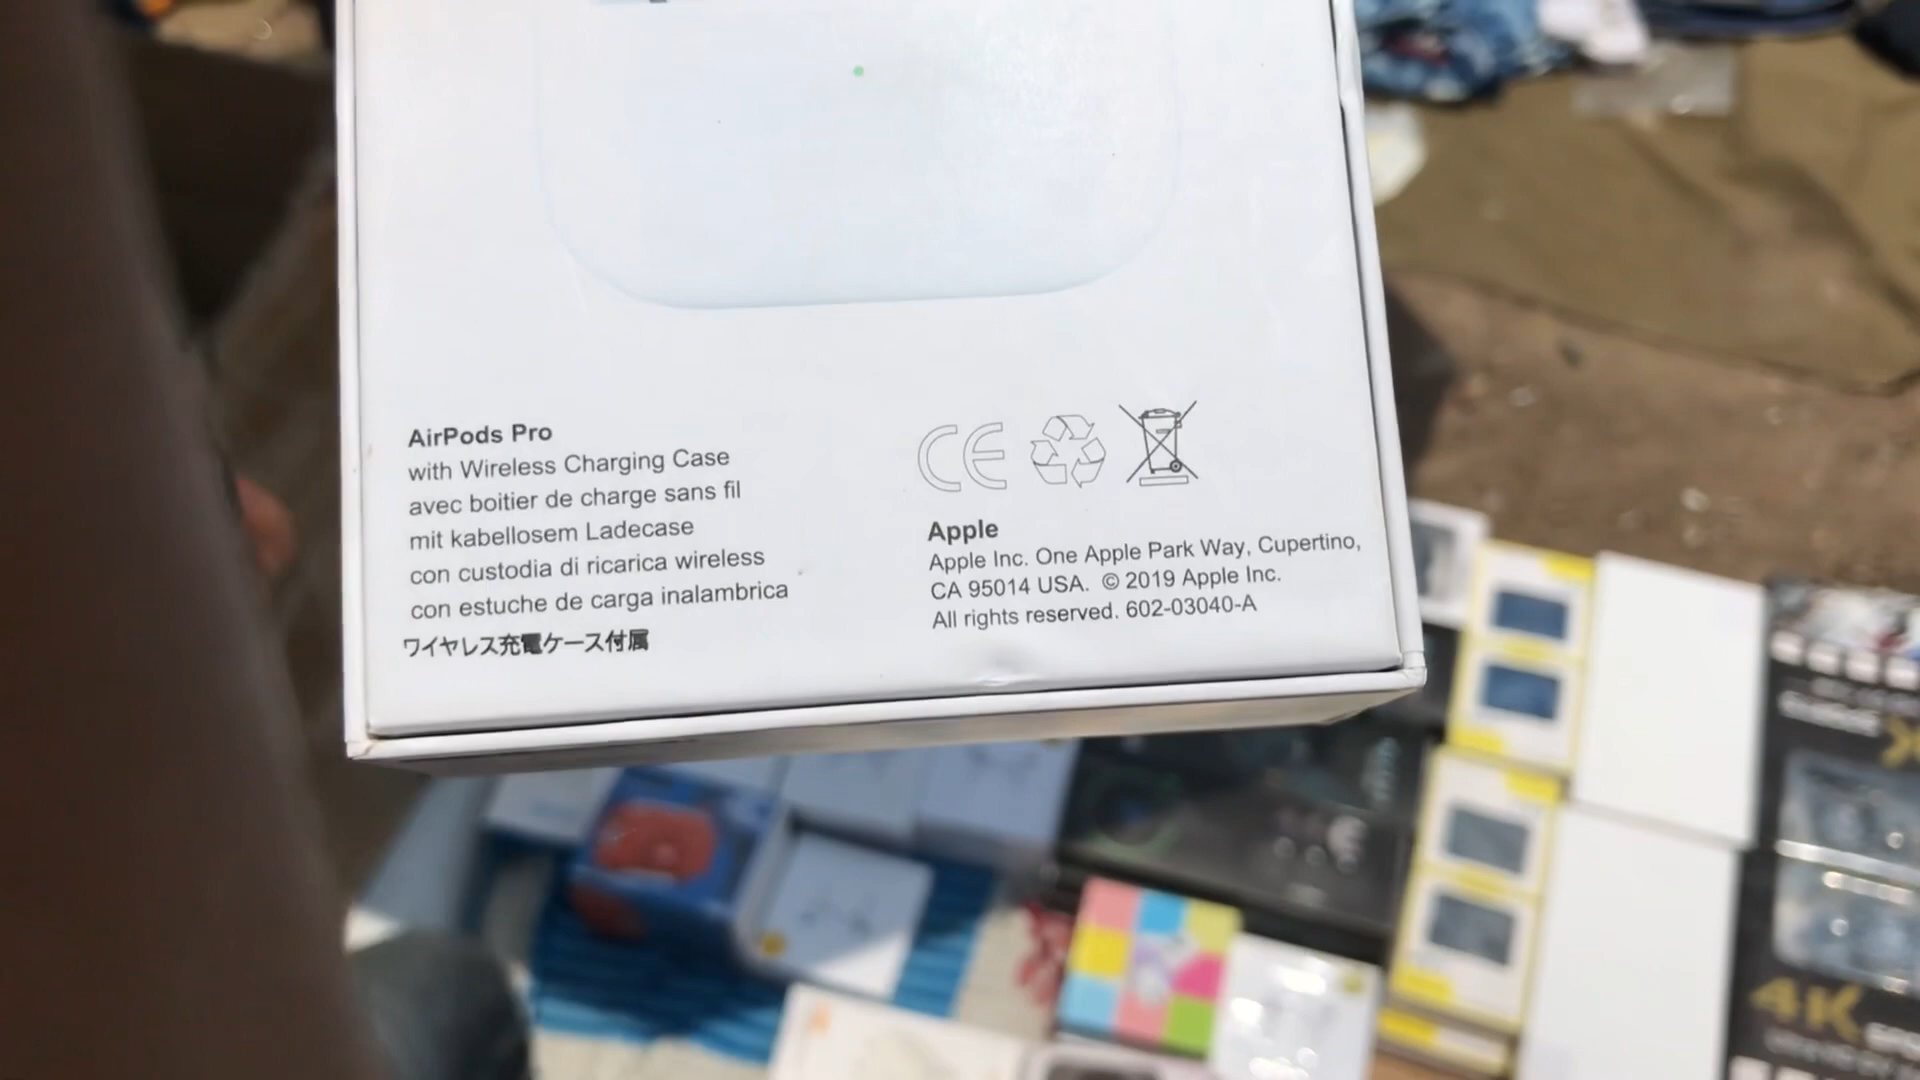 AirPods Pro
with Wireless Charging Case
avec boitier de charge sans fil
mit kabellosem Ladecase
con custodia di ricarica wireless
con estuche de carga inalambrica
ワイヤレス充電ケース付属
CE
Apple
Apple Inc. One Apple Park Way, Cupertino,
CA 95014 USA. © 2019 Apple Inc.
All rights reserved. 602-03040-A
4K